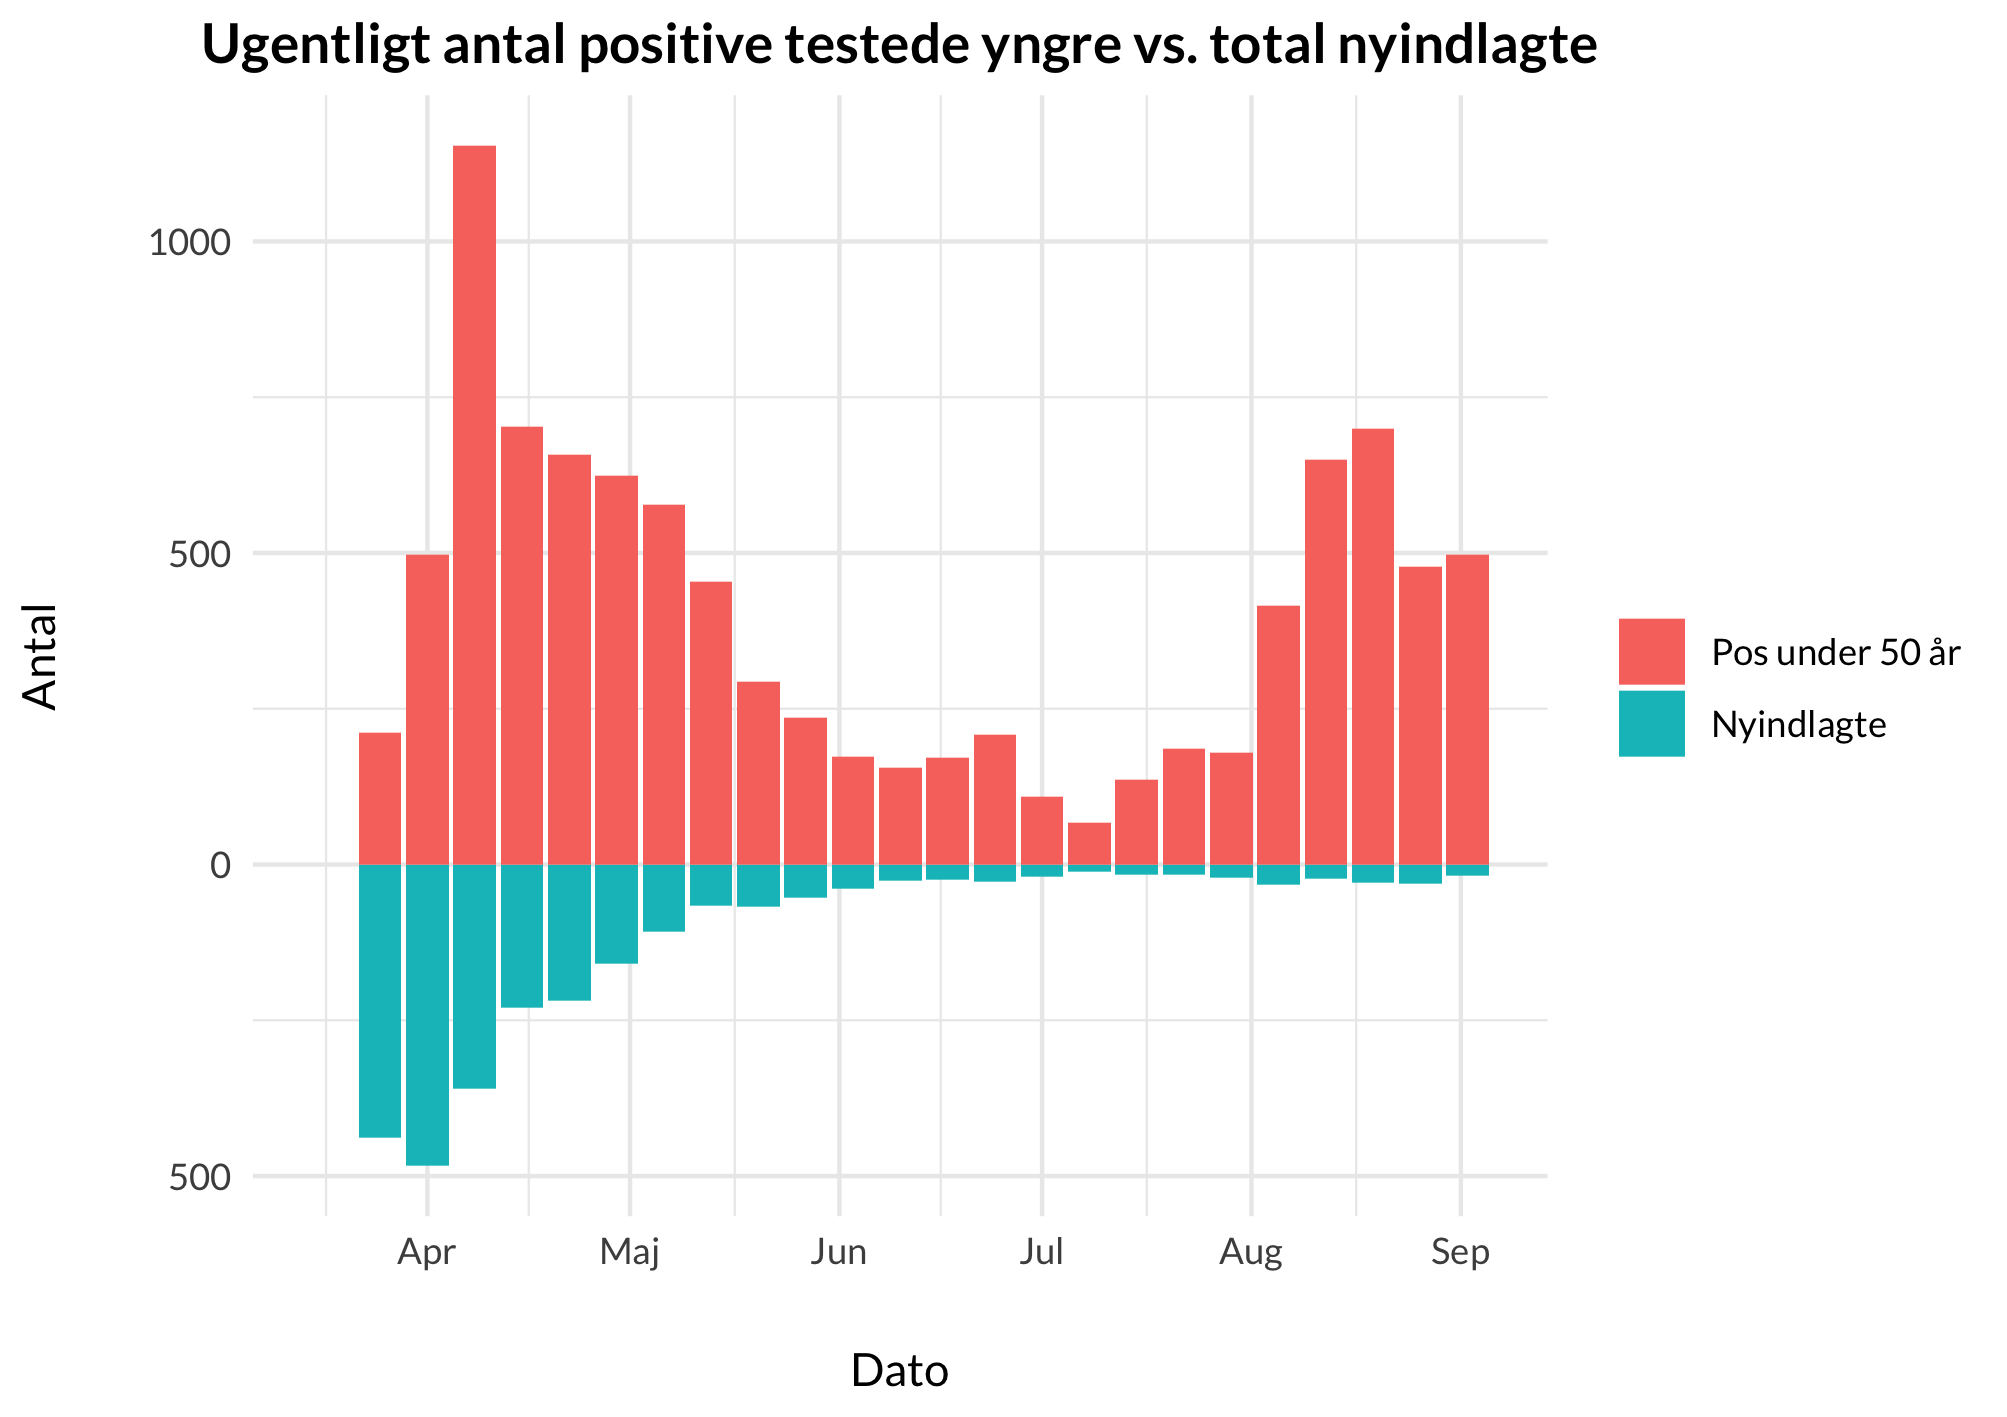 Ugentligt antal positive testede yngre vs. total nyindlagte
Antal
1000
500
0
500
Apr Maj Jun Jul Aug Sep
Dato
Pos under 50 år
Nyindlagte